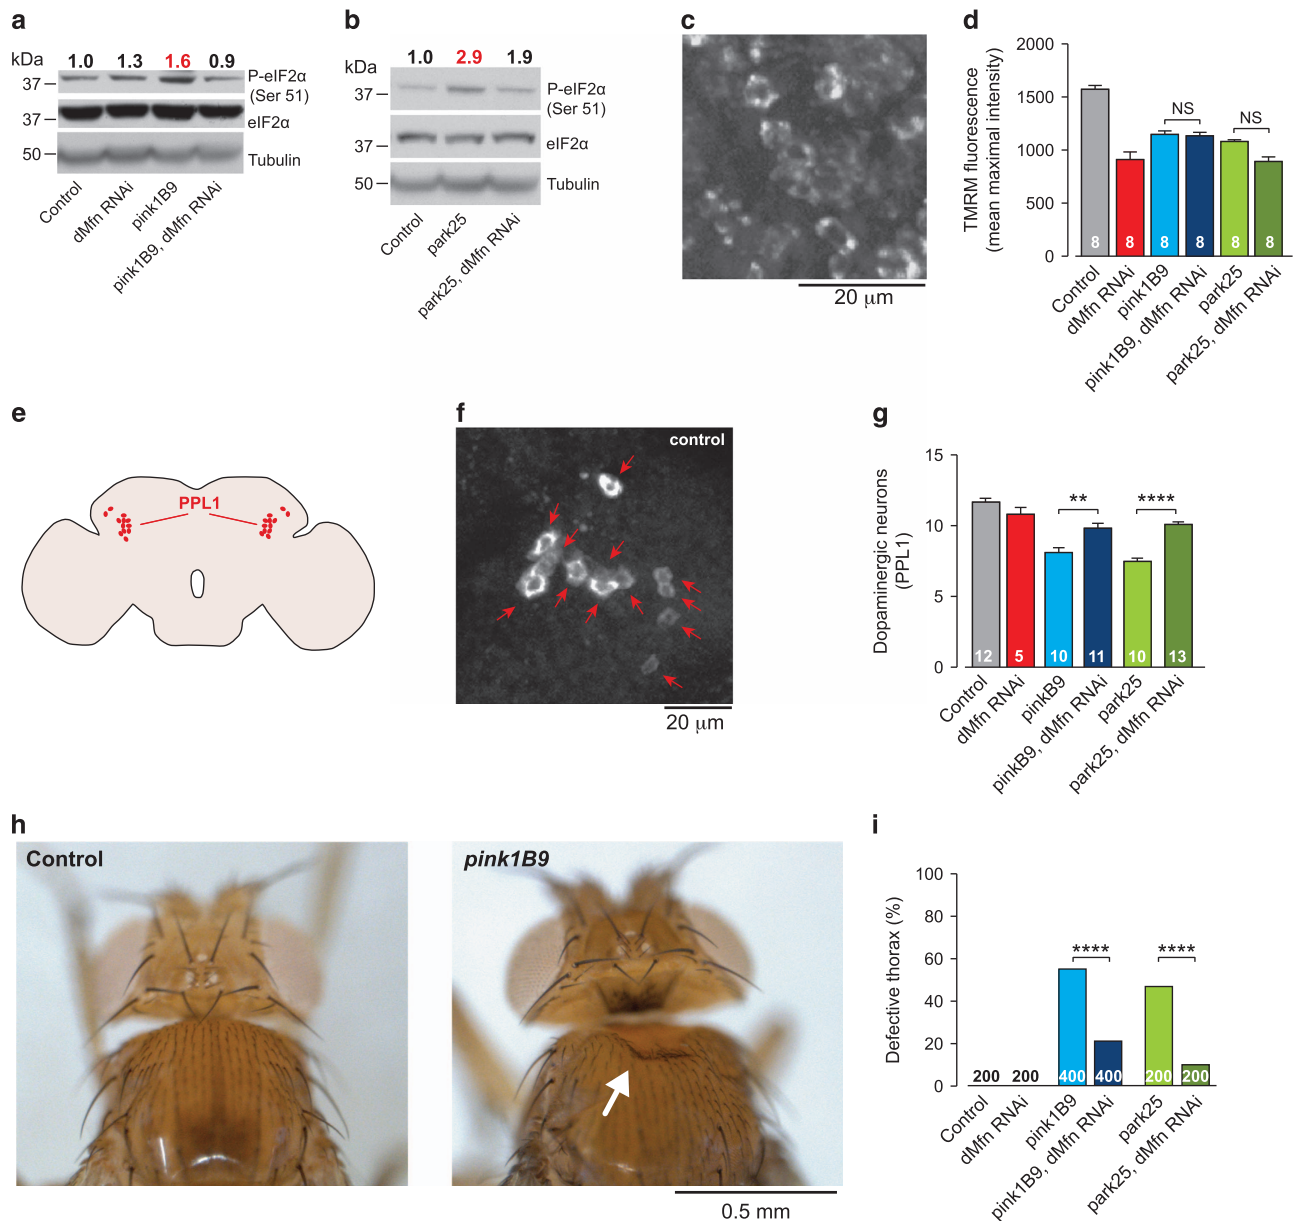 a
kDa
1.0 1.3 1.6 0.9
37
P-eIF2α
(Ser 51)
37
eIF2α
50
Tubulin
Control
dMfn RNAi
pink1B9
pink1B9, dMfn RNAi
b
kDa
1.0 2.9 1.9
37
P-eIF2α
(Ser 51)
37
eIF2α
50
Tubulin
Control
park25
park25, dMfn RNAi
c
20 μm
d
TMRM fluorescence
(mean maximal intensity)
2000
1500
1000
500
0
NS
NS
8 8 8 8 8 8
Control
dMfn RNAi
pink1B9
pink1B9, dMfn RNAi
park25
park25, dMfn RNAi
e
PPL1
f
control
20 μm
g
Dopaminergic neurons
(PPL1)
15
10
5
0
**
****
12 5 10 11 10 13
Control
dMfn RNAi
pinkB9
pinkB9, dMfn RNAi
park25
park25, dMfn RNAi
h
Control
pink1B9
0.5 mm
i
Defective thorax (%)
100
80
60
40
20
0
****
****
200 200 400 400 200 200
Control
dMfn RNAi
pink1B9
pink1B9, dMfn RNAi
park25
park25, dMfn RNAi